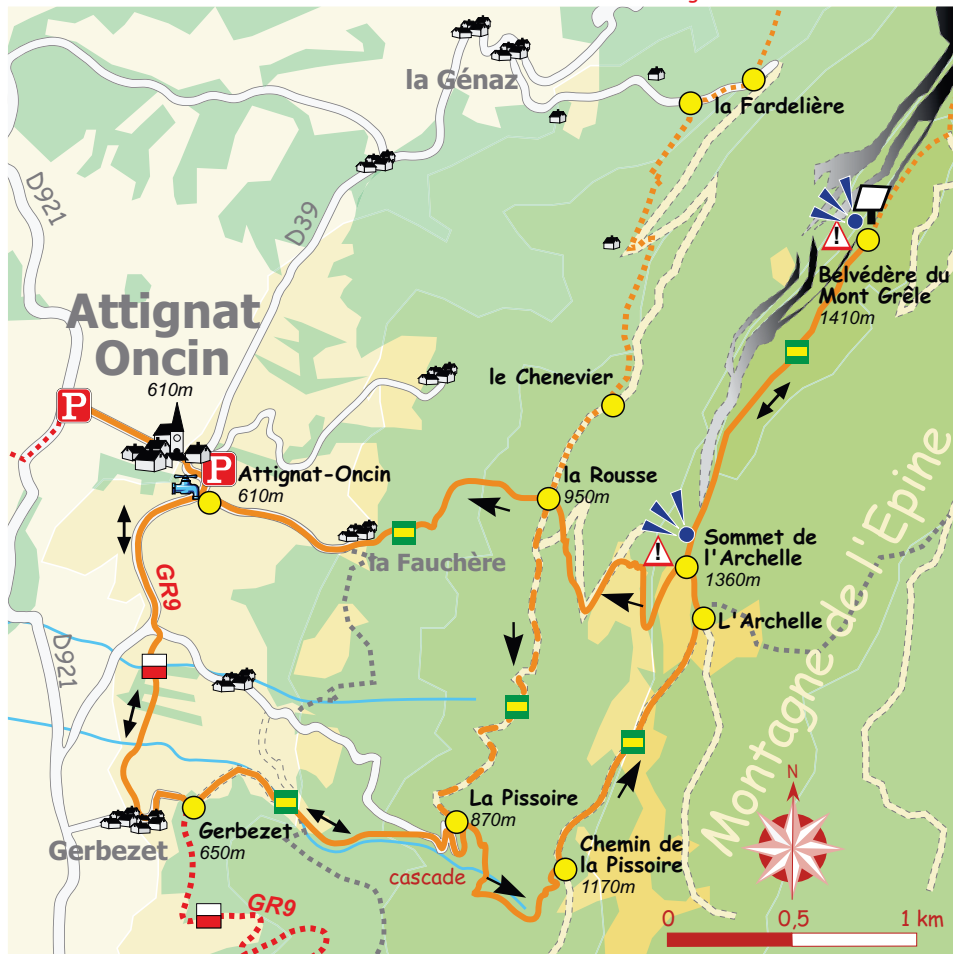 la Génaz
la Fardelière
D921
D39
Attignat
Oncin
610m
P
P
Attignat-Oncin
610m
Belvédère du
Mont Grêle
1410m
!
le Chenevier
la Rousse
950m
la Fauchère
!
Sommet de
l'Archelle
1360m
L'Archelle
Montagne de l'Epine
GR9
D921
Gerbezet
Gerbezet
650m
La Pissoire
870m
cascade
Chemin de
la Pissoire
1170m
GR9
N
0 0,5 1 km